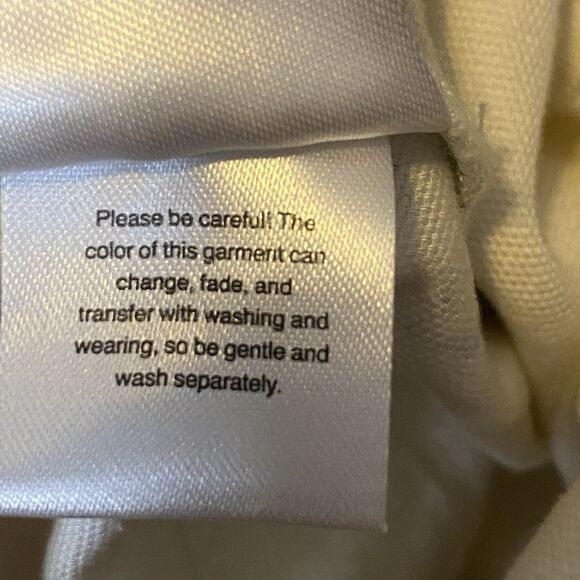 Please be careful! The
color of this garment can
change, fade, and
transfer with washing and
wearing, so be gentle and
wash separately.